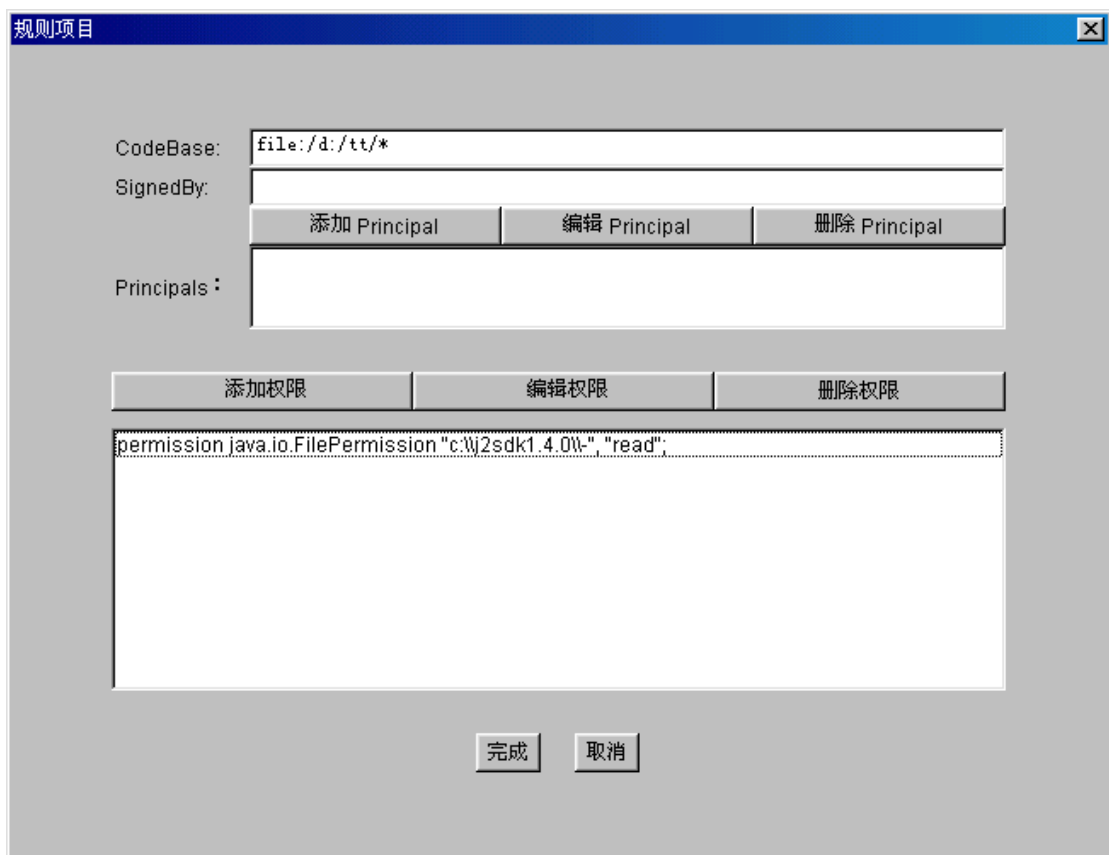 规则项目
CodeBase: file:/d:/tt/*
SignedBy:
添加 Principal 编辑 Principal 删除 Principal
Principals：
添加权限 编辑权限 删除权限
permission java.io.FilePermission "c:\\j2sdk1.4.0\\-", "read";
完成 取消